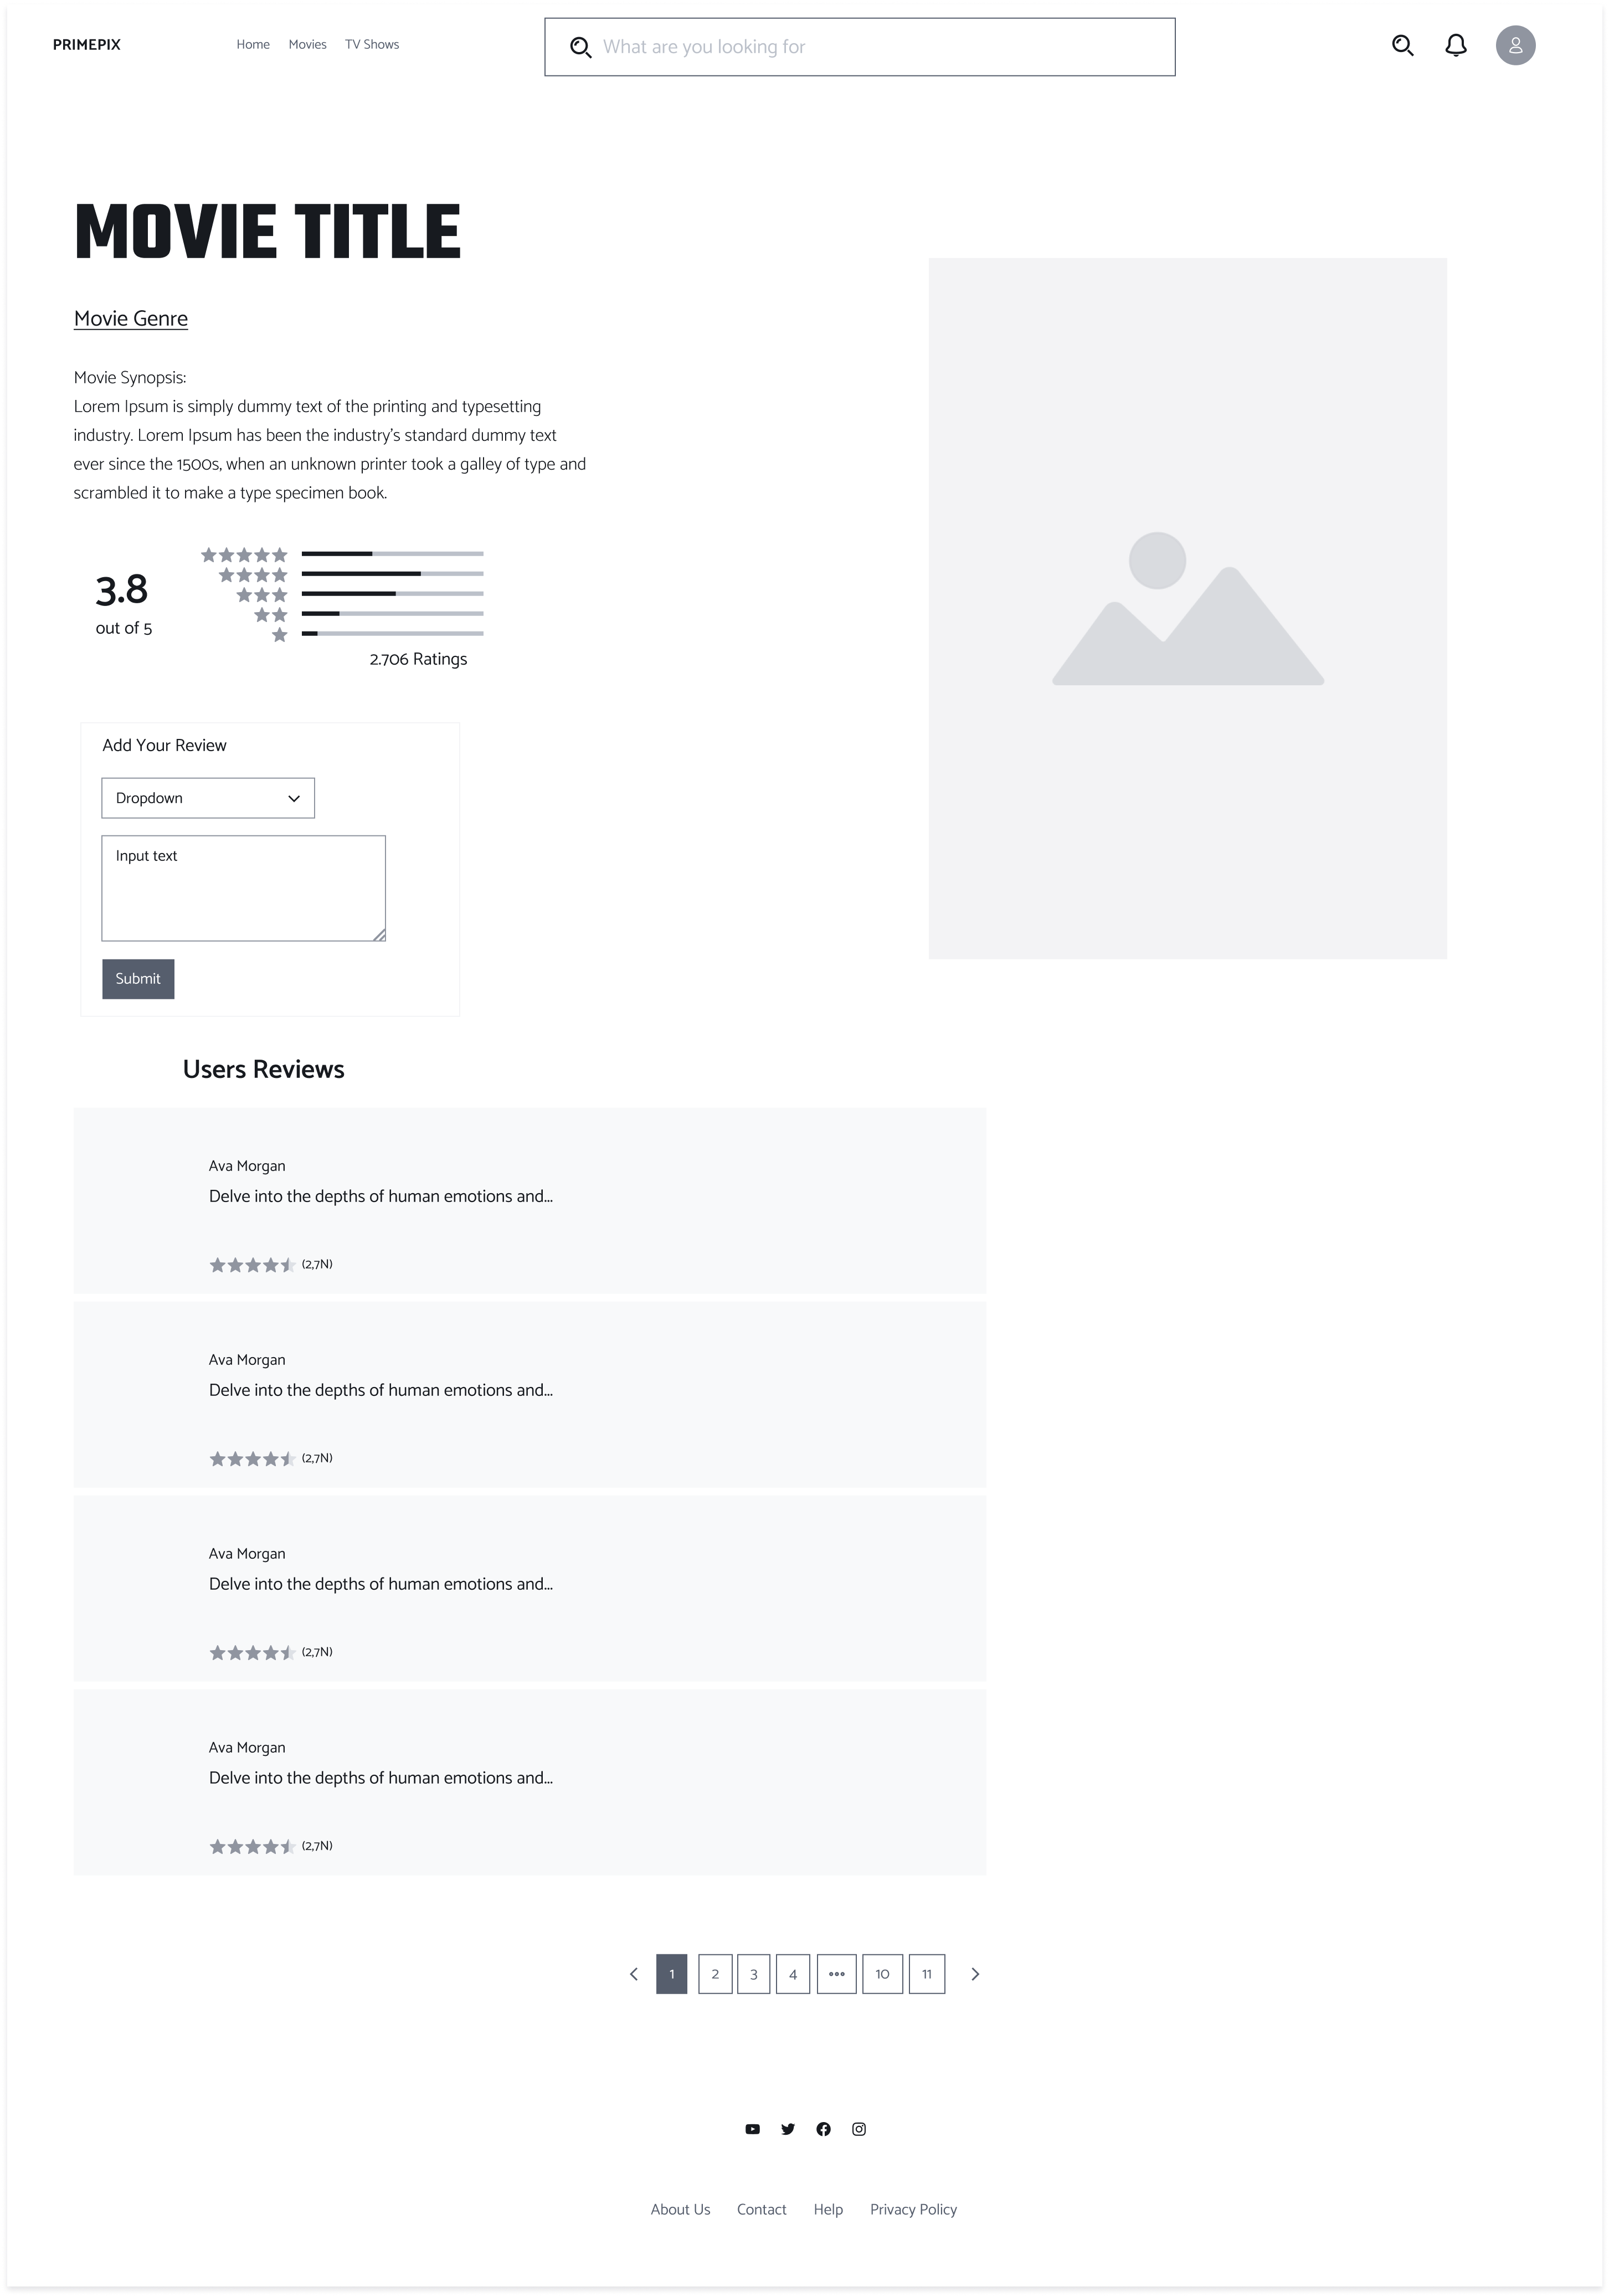 PRIMEPIX
Home Movies TV Shows
What are you looking for
MOVIE TITLE
Movie Genre
Movie Synopsis:
Lorem Ipsum is simply dummy text of the printing and typesetting
industry. Lorem Ipsum has been the industry's standard dummy text
ever since the 1500s, when an unknown printer took a galley of type and
scrambled it to make a type specimen book.
3.8
out of 5
2.706 Ratings
Add Your Review
Dropdown
Input text
Submit
Users Reviews
Ava Morgan
Delve into the depths of human emotions and...
(2,7N)
Ava Morgan
Delve into the depths of human emotions and...
(2,7N)
Ava Morgan
Delve into the depths of human emotions and...
(2,7N)
Ava Morgan
Delve into the depths of human emotions and...
(2,7N)
1 2 3 4 ••• 10 11
About Us Contact Help Privacy Policy